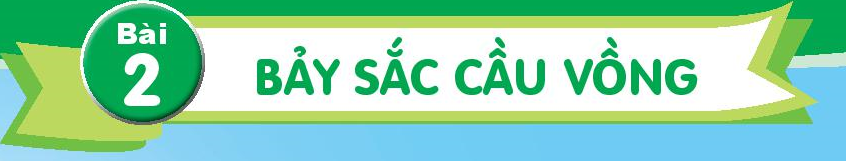 Bài
2
BẢY SẮC CẦU VỒNG